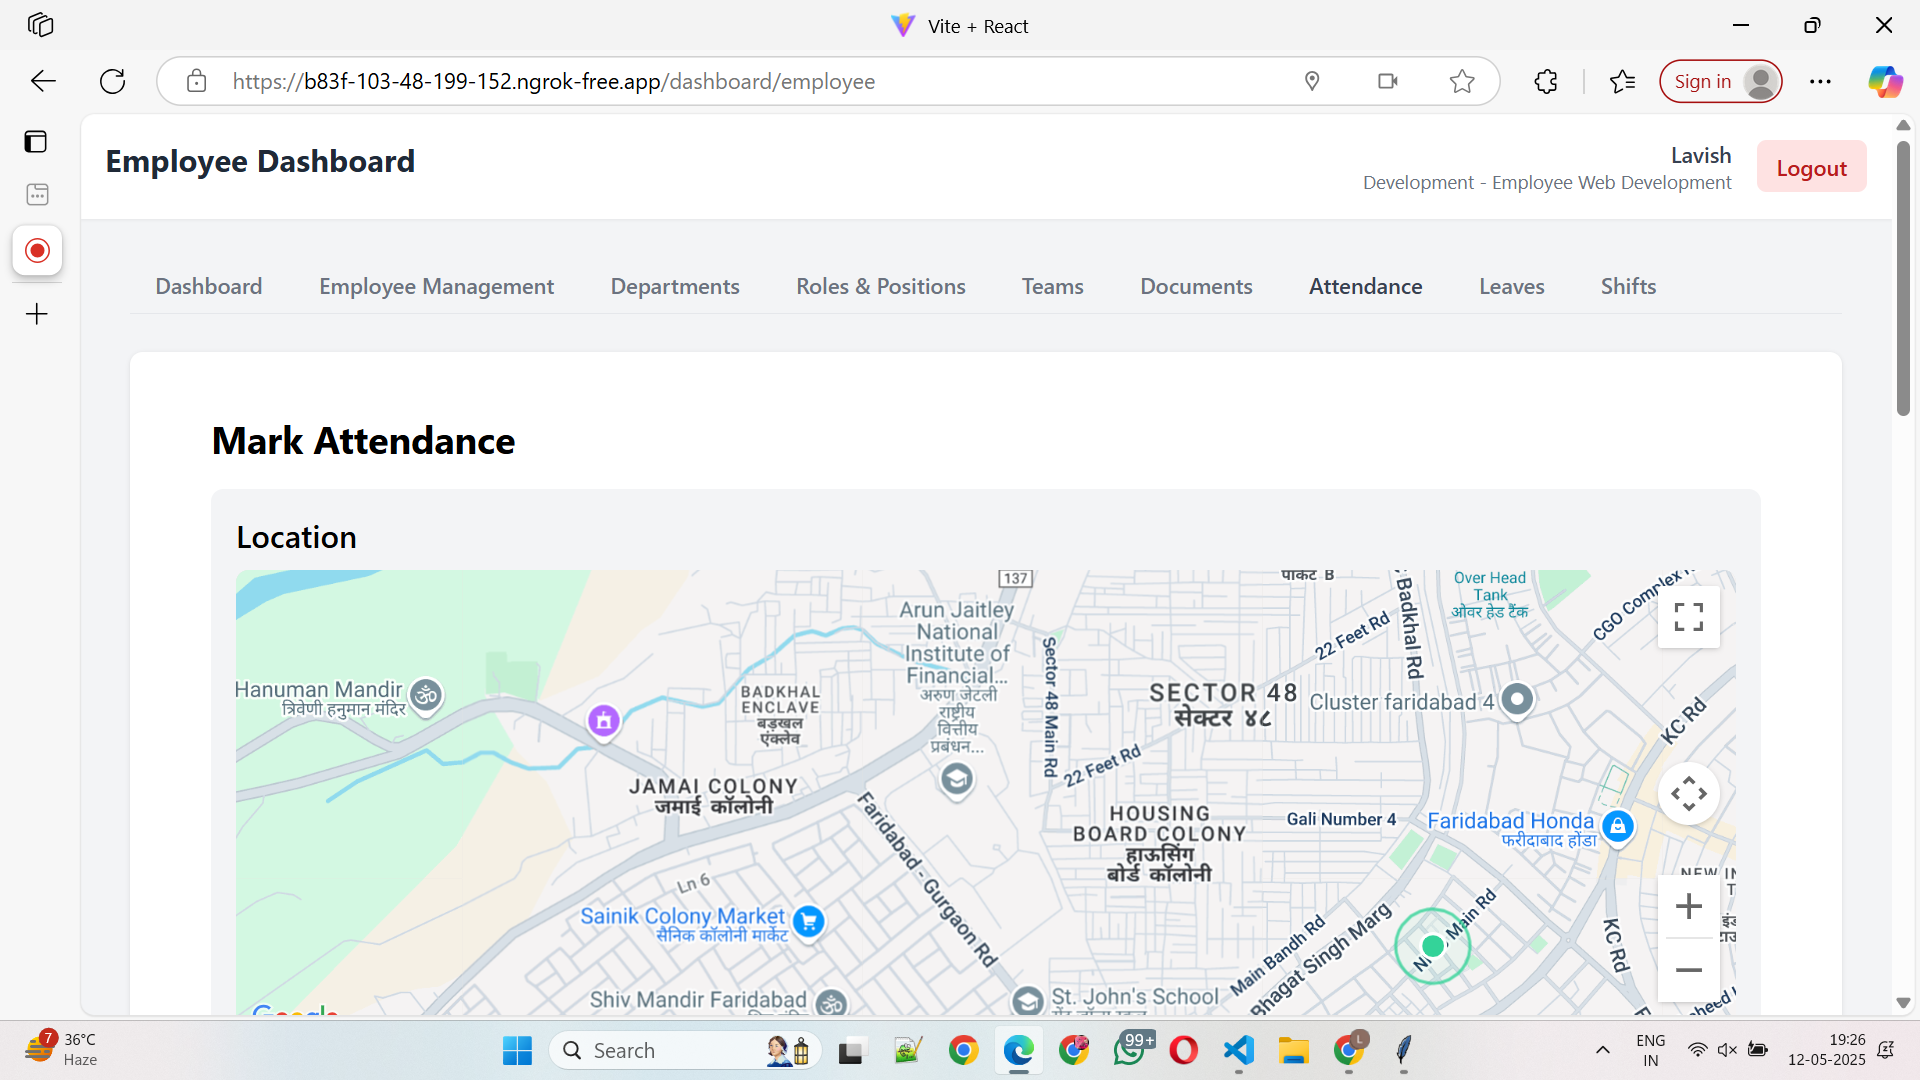 Vite + React
https://b83f-103-48-199-152.ngrok-free.app/dashboard/employee
Sign in
Employee Dashboard
Lavish
Development - Employee Web Development
Logout
Dashboard
Employee Management
Departments
Roles & Positions
Teams
Documents
Attendance
Leaves
Shifts
Mark Attendance
Location
137
पॉकेट B
Badkhal Rd
Over Head
Tank
ओवर हेड टैंक
CGO Complex
Arun Jaitley
National
Institute of
Financial...
अरुण जेटली
राष्ट्रीय
वित्तीय
प्रबंधन...
Sector 48 Main Rd
22 Feet Rd
Hanuman Mandir
त्रिवेणी हनुमान मंदिर
BADKHAL
ENCLAVE
बड़खल
एंक्लेव
SECTOR 48
सेक्टर ४८
Cluster faridabad 4
KC Rd
22 Feet Rd
JAMAI COLONY
जमाई कॉलोनी
Faridabad - Gurgaon Rd
HOUSING
BOARD COLONY
हाऊसिंग
बोर्ड कॉलोनी
Gali Number 4
Faridabad Honda
फरीदाबाद होंडा
Ln 6
Sainik Colony Market
सैनिक कॉलोनी मार्केट
Main Bandh Rd
Bhagat Singh Marg
Main Rd
KC Rd
Shiv Mandir Faridabad
St. John's School
Google
7
36°C
Haze
Search
99+
L
ENG
IN
19:26
12-05-2025